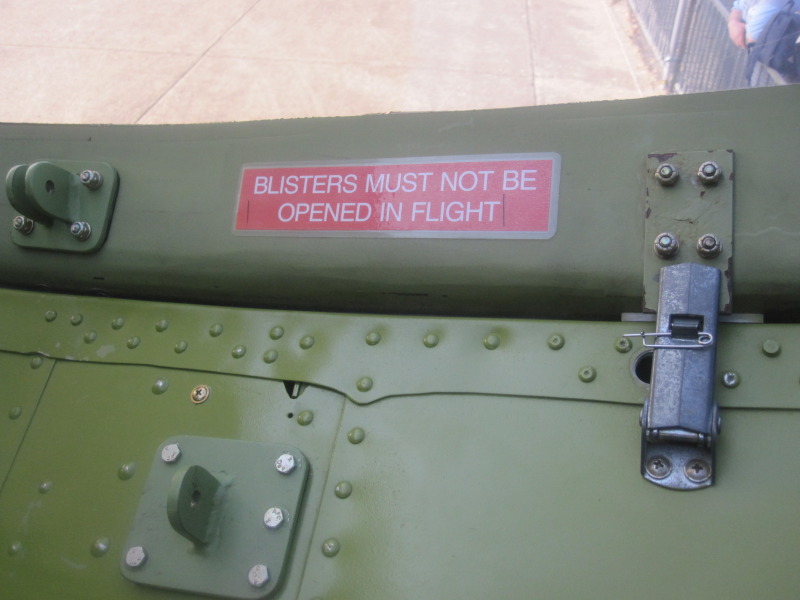 BLISTERS MUST NOT BE
OPENED IN FLIGHT